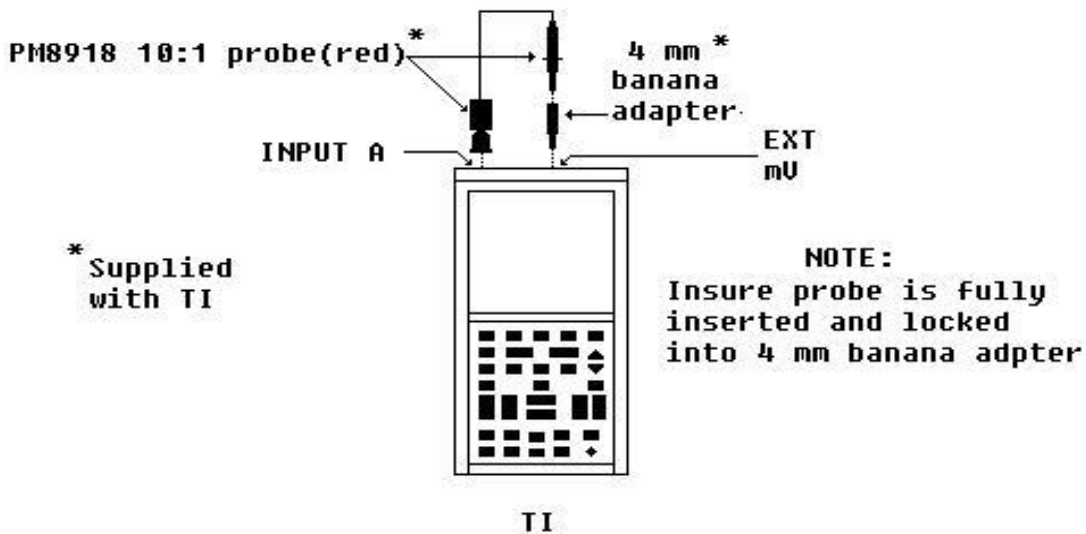 PM8918 10:1 probe(red)*
4 mm *
banana
adapter
INPUT A
EXT
mV
*Supplied
with TI
NOTE:
Insure probe is fully
inserted and locked
into 4 mm banana adpter
TI